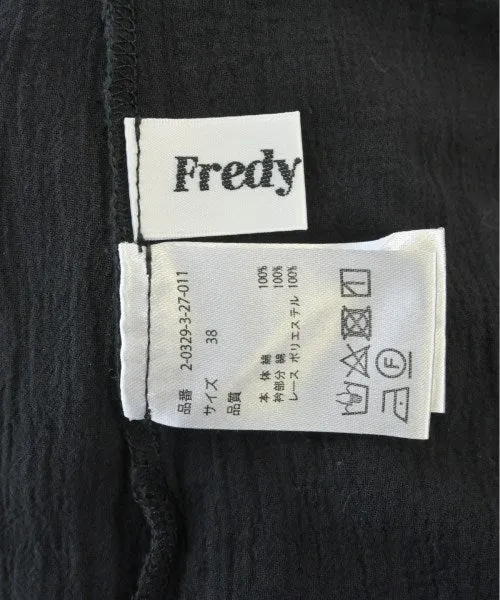 Fredy
品番 2-0329-3-27-011
サイズ 38
品質
本体 綿 100%
衿部分 綿 100%
レース ポリエステル 100%
F